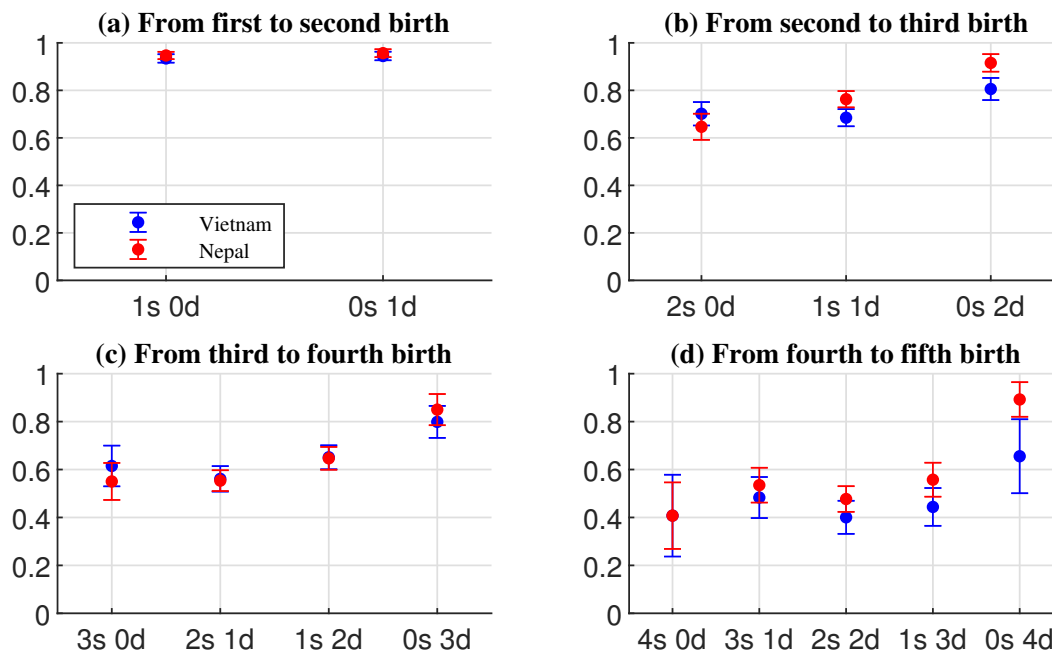 (a) From first to second birth
1
0.8
0.6
0.4
0.2
0
Vietnam
Nepal
1s 0d 0s 1d
(b) From second to third birth
1
0.8
0.6
0.4
0.2
0
2s 0d 1s 1d 0s 2d
(c) From third to fourth birth
1
0.8
0.6
0.4
0.2
0
3s 0d 2s 1d 1s 2d 0s 3d
(d) From fourth to fifth birth
1
0.8
0.6
0.4
0.2
0
4s 0d 3s 1d 2s 2d 1s 3d 0s 4d